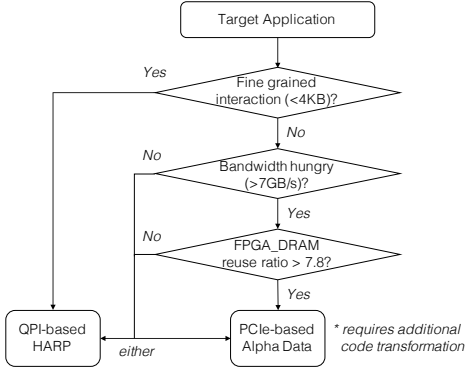 Target Application
Yes
Fine grained
interaction (<4KB)?
No
No
Bandwidth hungry
(>7GB/s)?
Yes
No
FPGA_DRAM
reuse ratio > 7.8?
Yes
QPI-based
HARP
either
PCIe-based
Alpha Data
* requires additional
code transformation